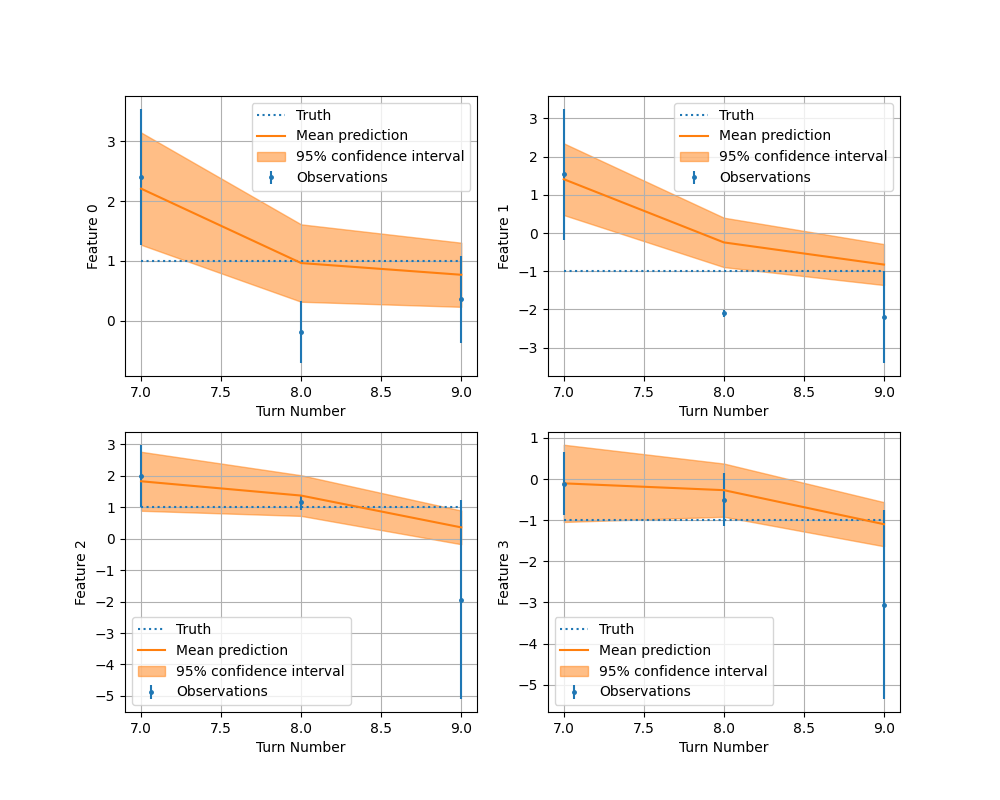 Feature 0
3
2
1
0
Truth
Mean prediction
95% confidence interval
Observations
7.0 7.5 8.0 8.5 9.0
Turn Number
Feature 1
3
2
1
0
−1
−2
−3
Truth
Mean prediction
95% confidence interval
Observations
7.0 7.5 8.0 8.5 9.0
Turn Number
Feature 2
3
2
1
0
−1
−2
−3
−4
−5
Truth
Mean prediction
95% confidence interval
Observations
7.0 7.5 8.0 8.5 9.0
Turn Number
Feature 3
1
0
−1
−2
−3
−4
−5
Truth
Mean prediction
95% confidence interval
Observations
7.0 7.5 8.0 8.5 9.0
Turn Number